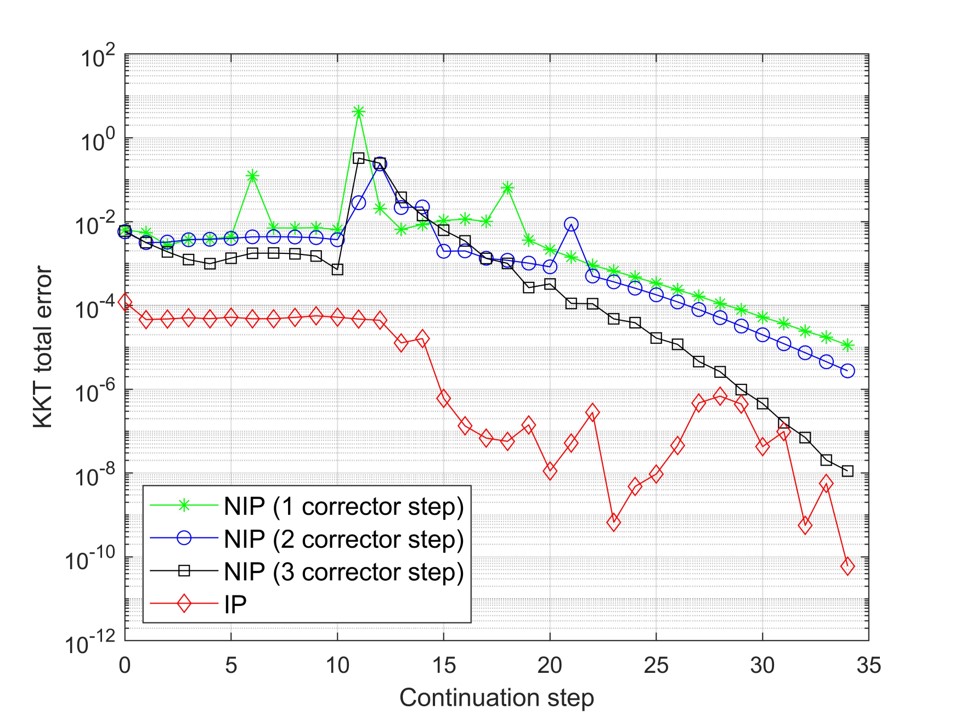 10^2
10^0
10^-2
10^-4
10^-6
10^-8
10^-10
10^-12
KKT total error
NIP (1 corrector step)
NIP (2 corrector step)
NIP (3 corrector step)
IP
0 5 10 15 20 25 30 35
Continuation step